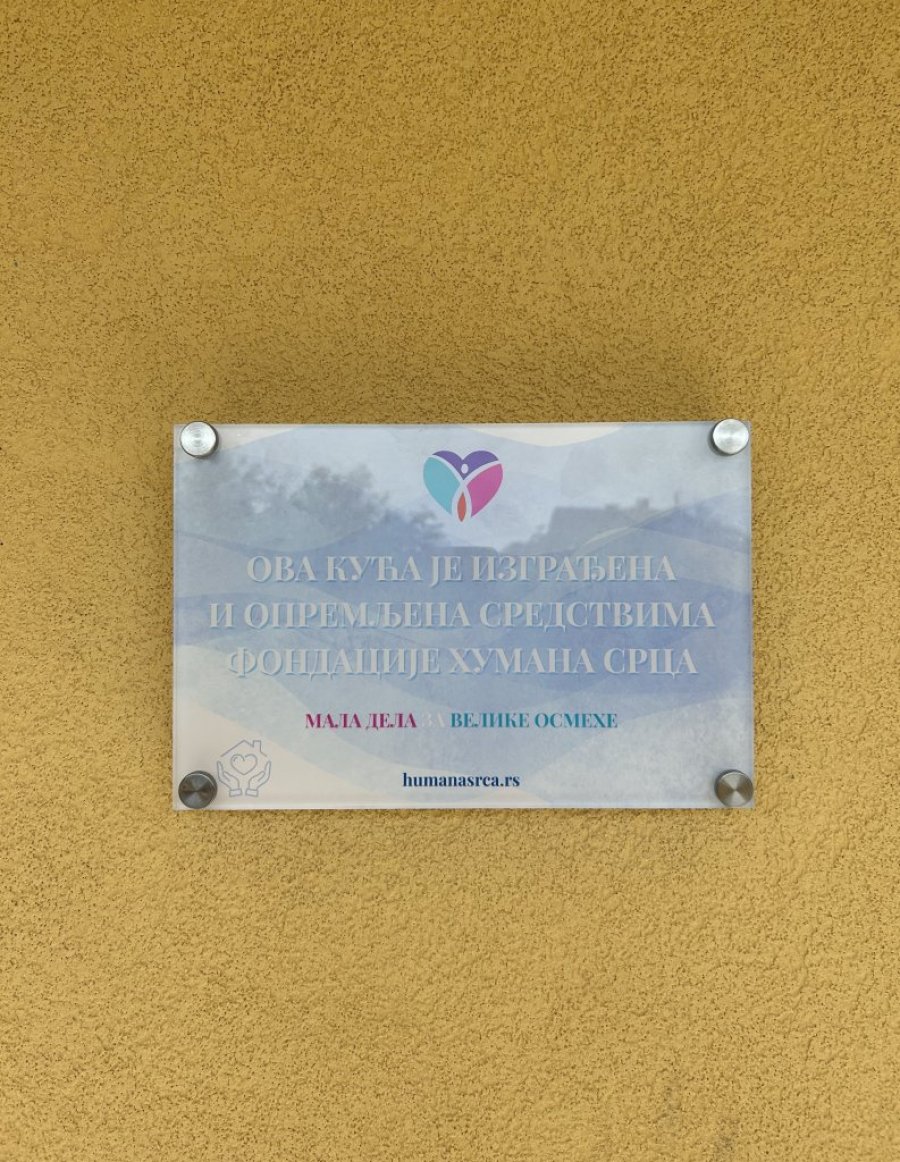 ОВА КУЋА ЈЕ ИЗГРАЂЕНА
И ОПРЕМЉЕНА СРЕДСТВИМА
ФОНДАЦИЈЕ ХУМАНА СРЦА
МАЛА ДЕЛА ЗА ВЕЛИКЕ ОСМЕХЕ
humanasrca.rs